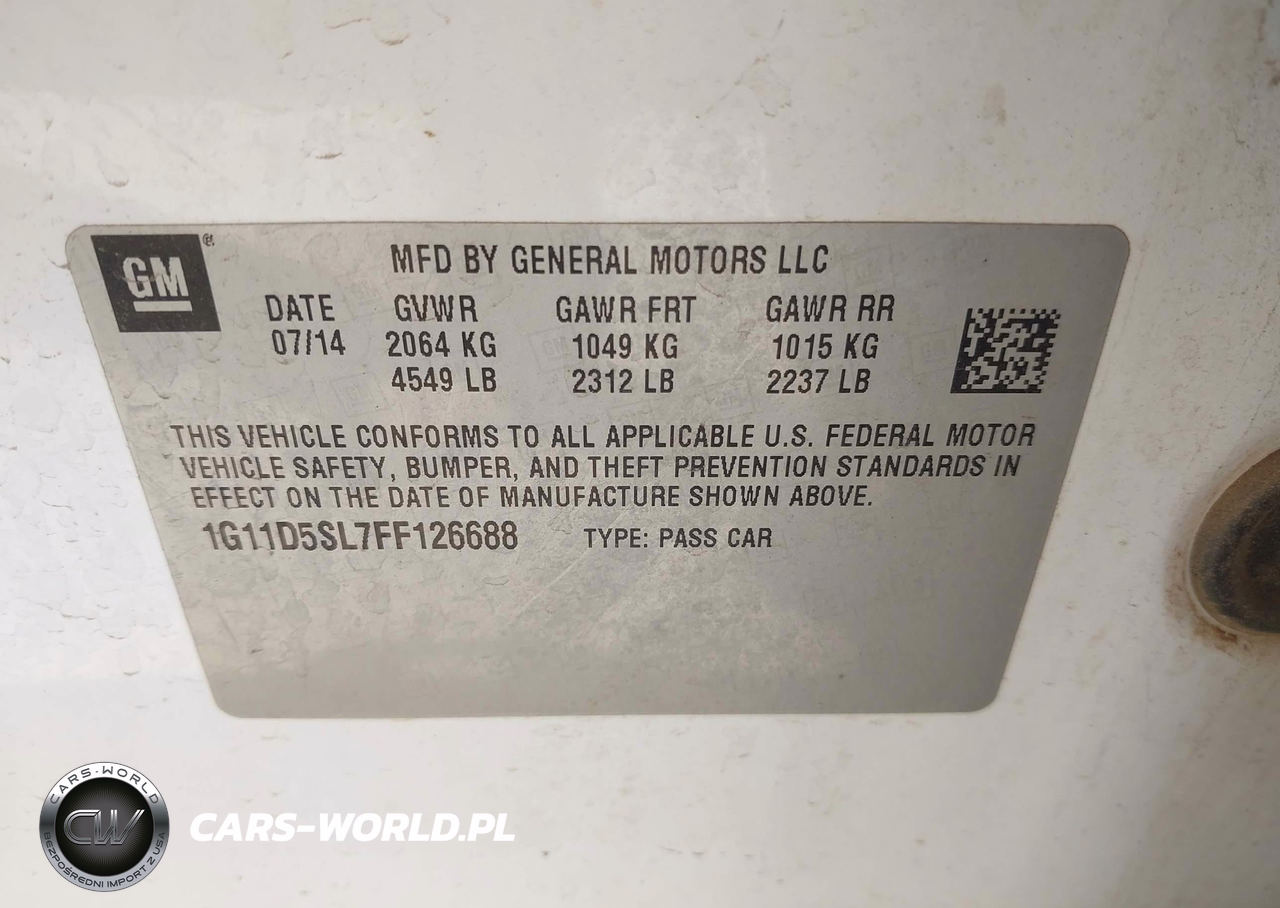 GM®
MFD BY GENERAL MOTORS LLC
DATE GVWR GAWR FRT GAWR RR
07/14 2064 KG 1049 KG 1015 KG
4549 LB 2312 LB 2237 LB
THIS VEHICLE CONFORMS TO ALL APPLICABLE U.S. FEDERAL MOTOR
VEHICLE SAFETY, BUMPER, AND THEFT PREVENTION STANDARDS IN
EFFECT ON THE DATE OF MANUFACTURE SHOWN ABOVE.
1G11D5SL7FF126688 TYPE: PASS CAR
CARS-WORLD
CW
BEZPOŚREDNI IMPORT Z USA
CARS-WORLD.PL